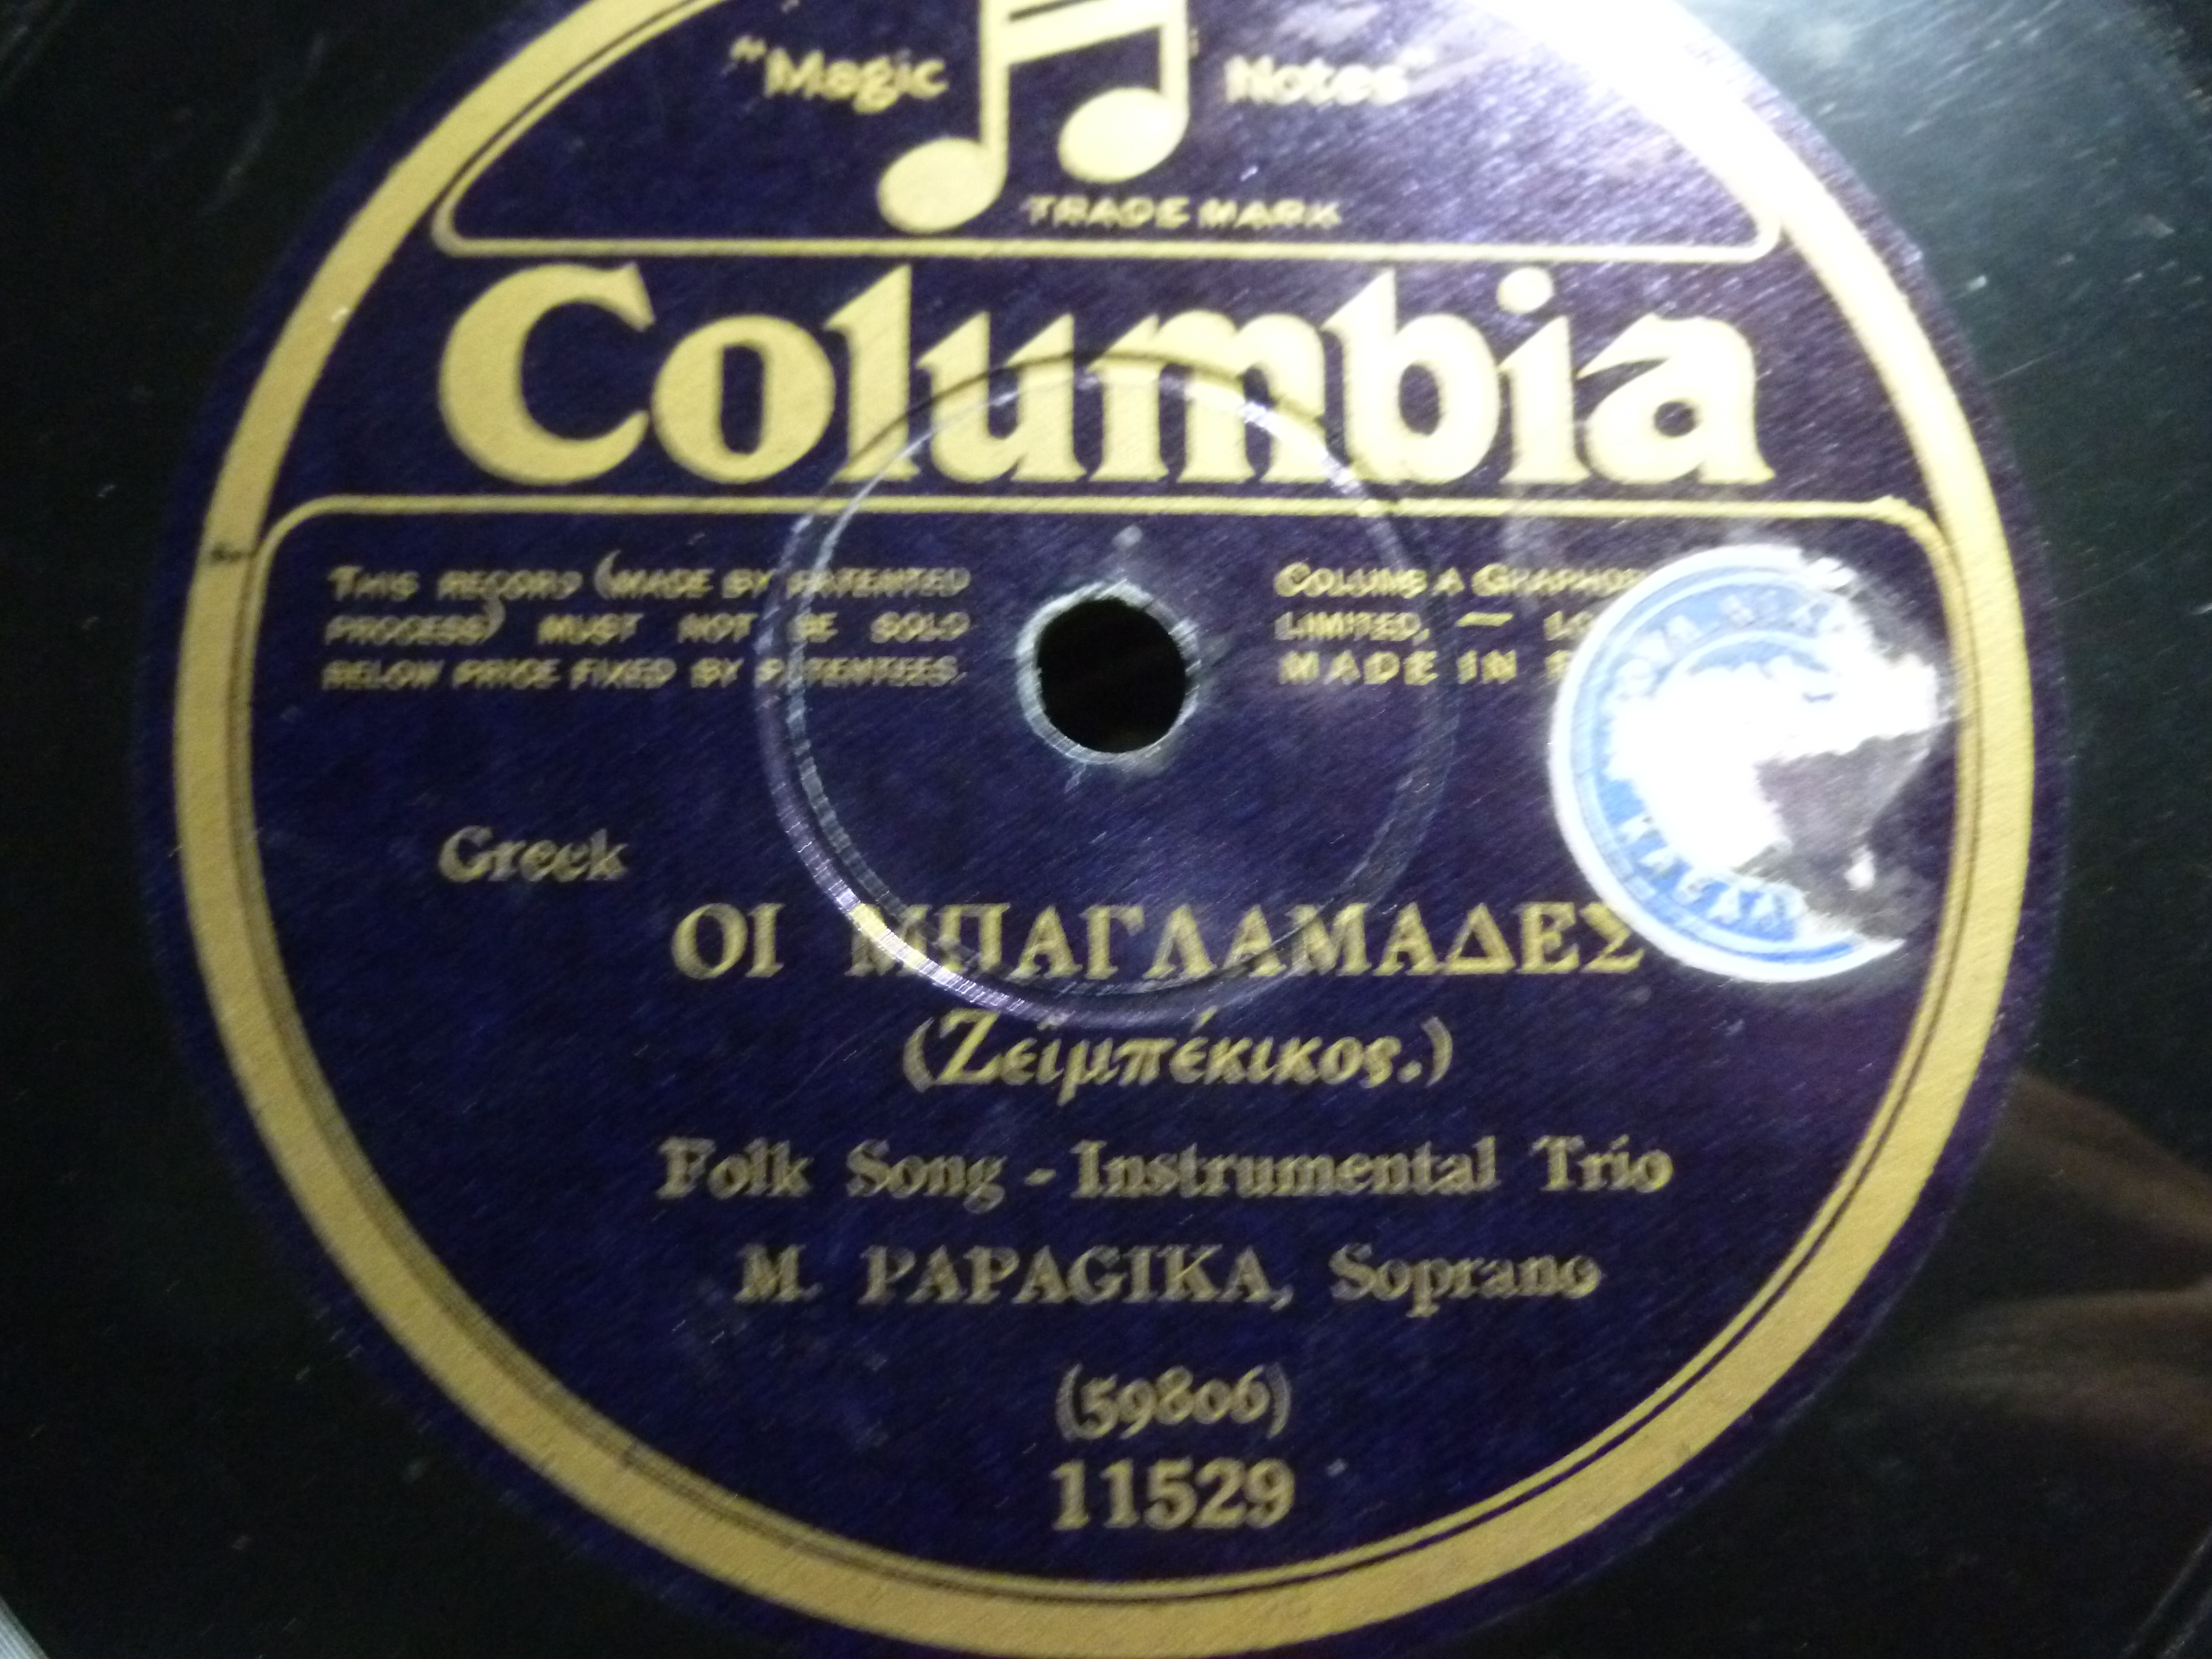 "Magic Notes"
TRADE MARK
Columbia
THIS RECORD (MADE BY PATENTED
PROCESS) MUST NOT BE SOLD
BELOW PRICE FIXED BY PATENTEES.
COLUMBIA
LIMITED, —
MADE IN
Greek
ΟΙ ΜΠΑΓΛΑΜΑΔΕΣ
(Ζεϊμπέκικος.)
Folk Song - Instrumental Trio
M. PAPAGIKA, Soprano
(59806)
11529